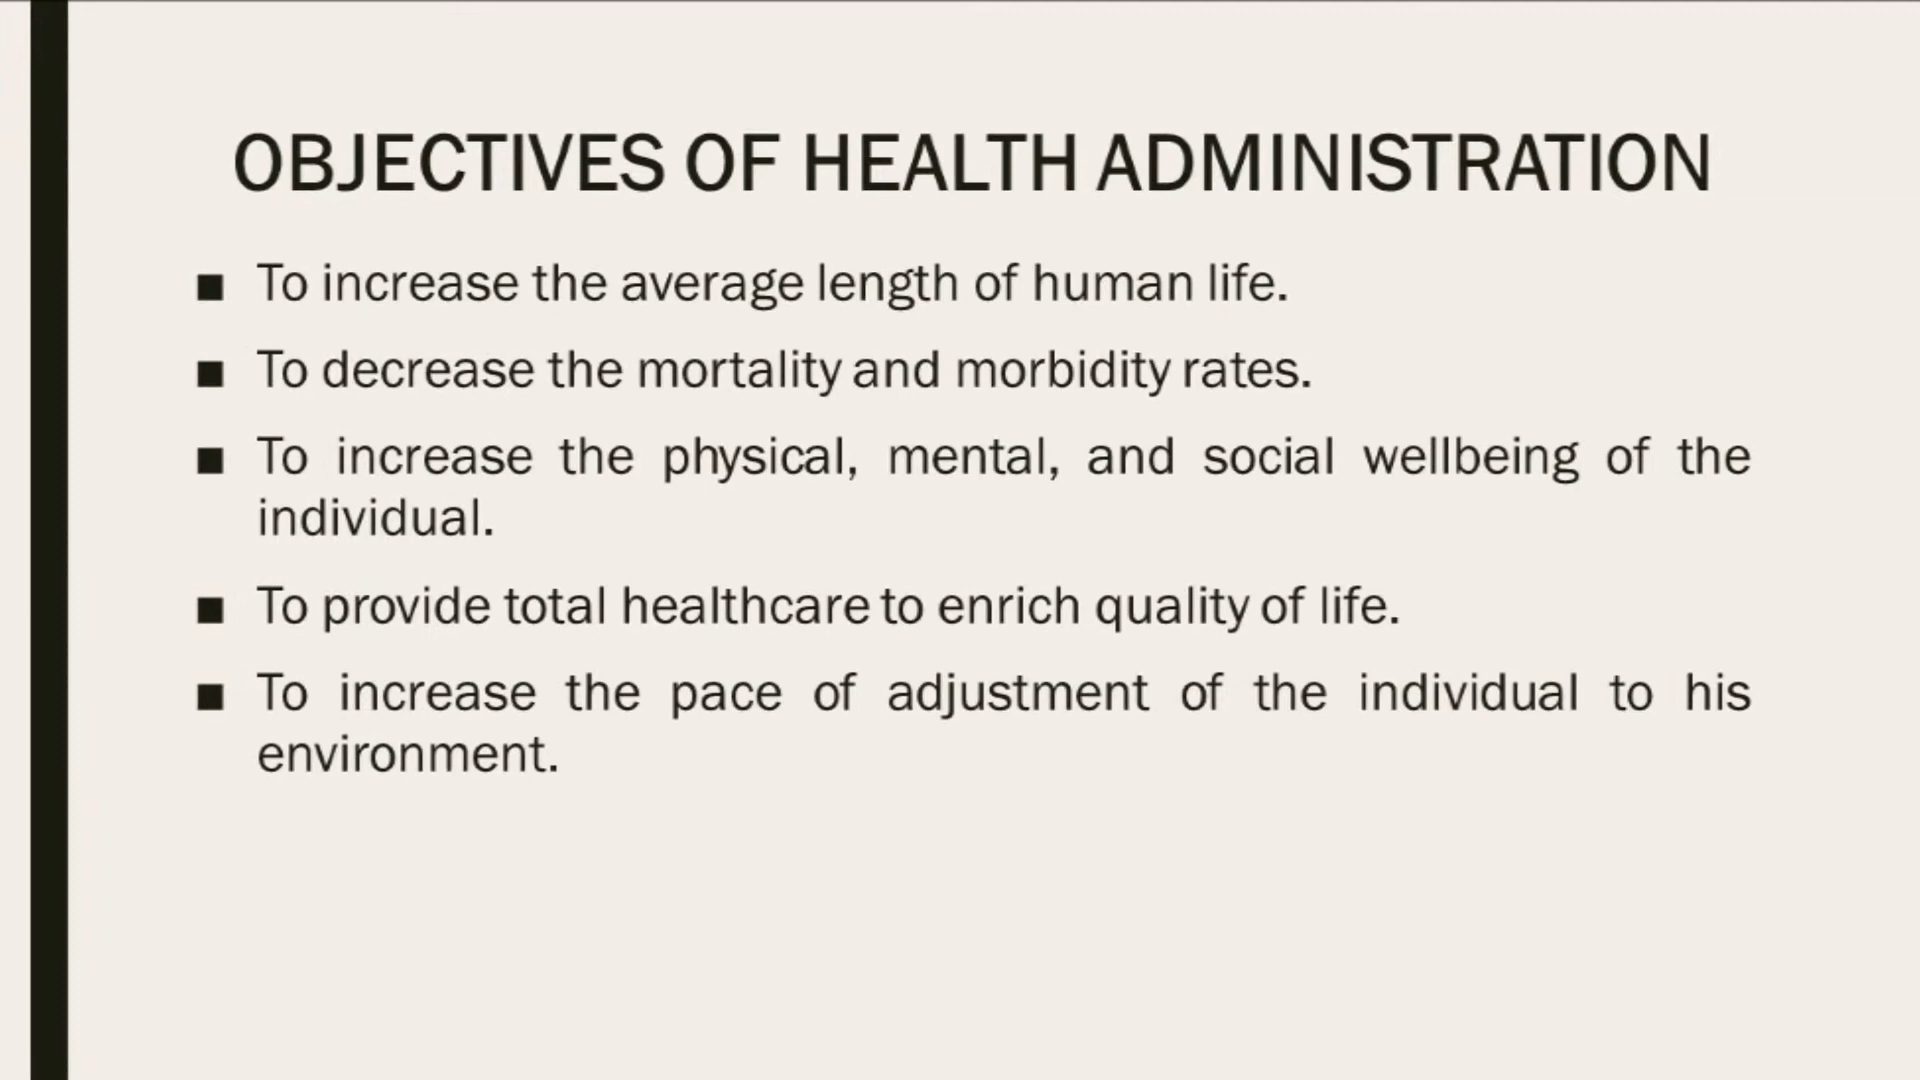 OBJECTIVES OF HEALTH ADMINISTRATION
■ To increase the average length of human life.
■ To decrease the mortality and morbidity rates.
■ To increase the physical, mental, and social wellbeing of the
individual.
■ To provide total healthcare to enrich quality of life.
■ To increase the pace of adjustment of the individual to his
environment.